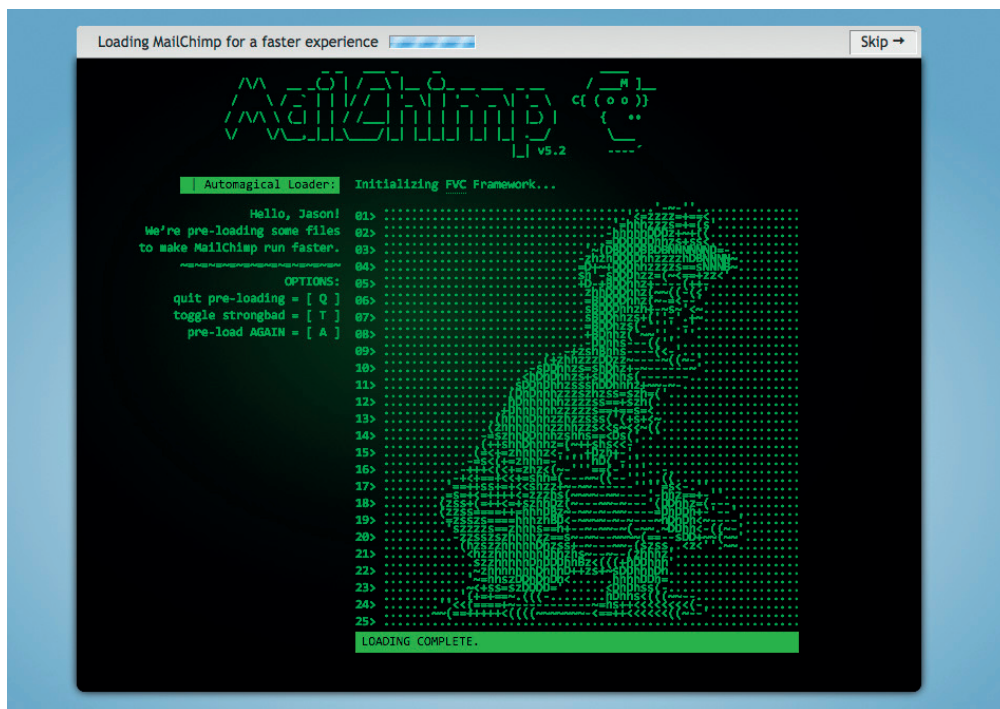 Loading MailChimp for a faster experience
Skip →
MailChimp
M
v5.2
| Automagical Loader:
Initializing FVC Framework...
Hello, Jason!
We're pre-loading some files
to make MailChimp run faster.
OPTIONS:
quit pre-loading = [ Q ]
toggle strongbad = [ T ]
pre-load AGAIN = [ A ]
01>
02>
03>
04>
05>
06>
07>
08>
09>
10>
11>
12>
13>
14>
15>
16>
17>
18>
19>
20>
21>
22>
23>
24>
25>
LOADING COMPLETE.